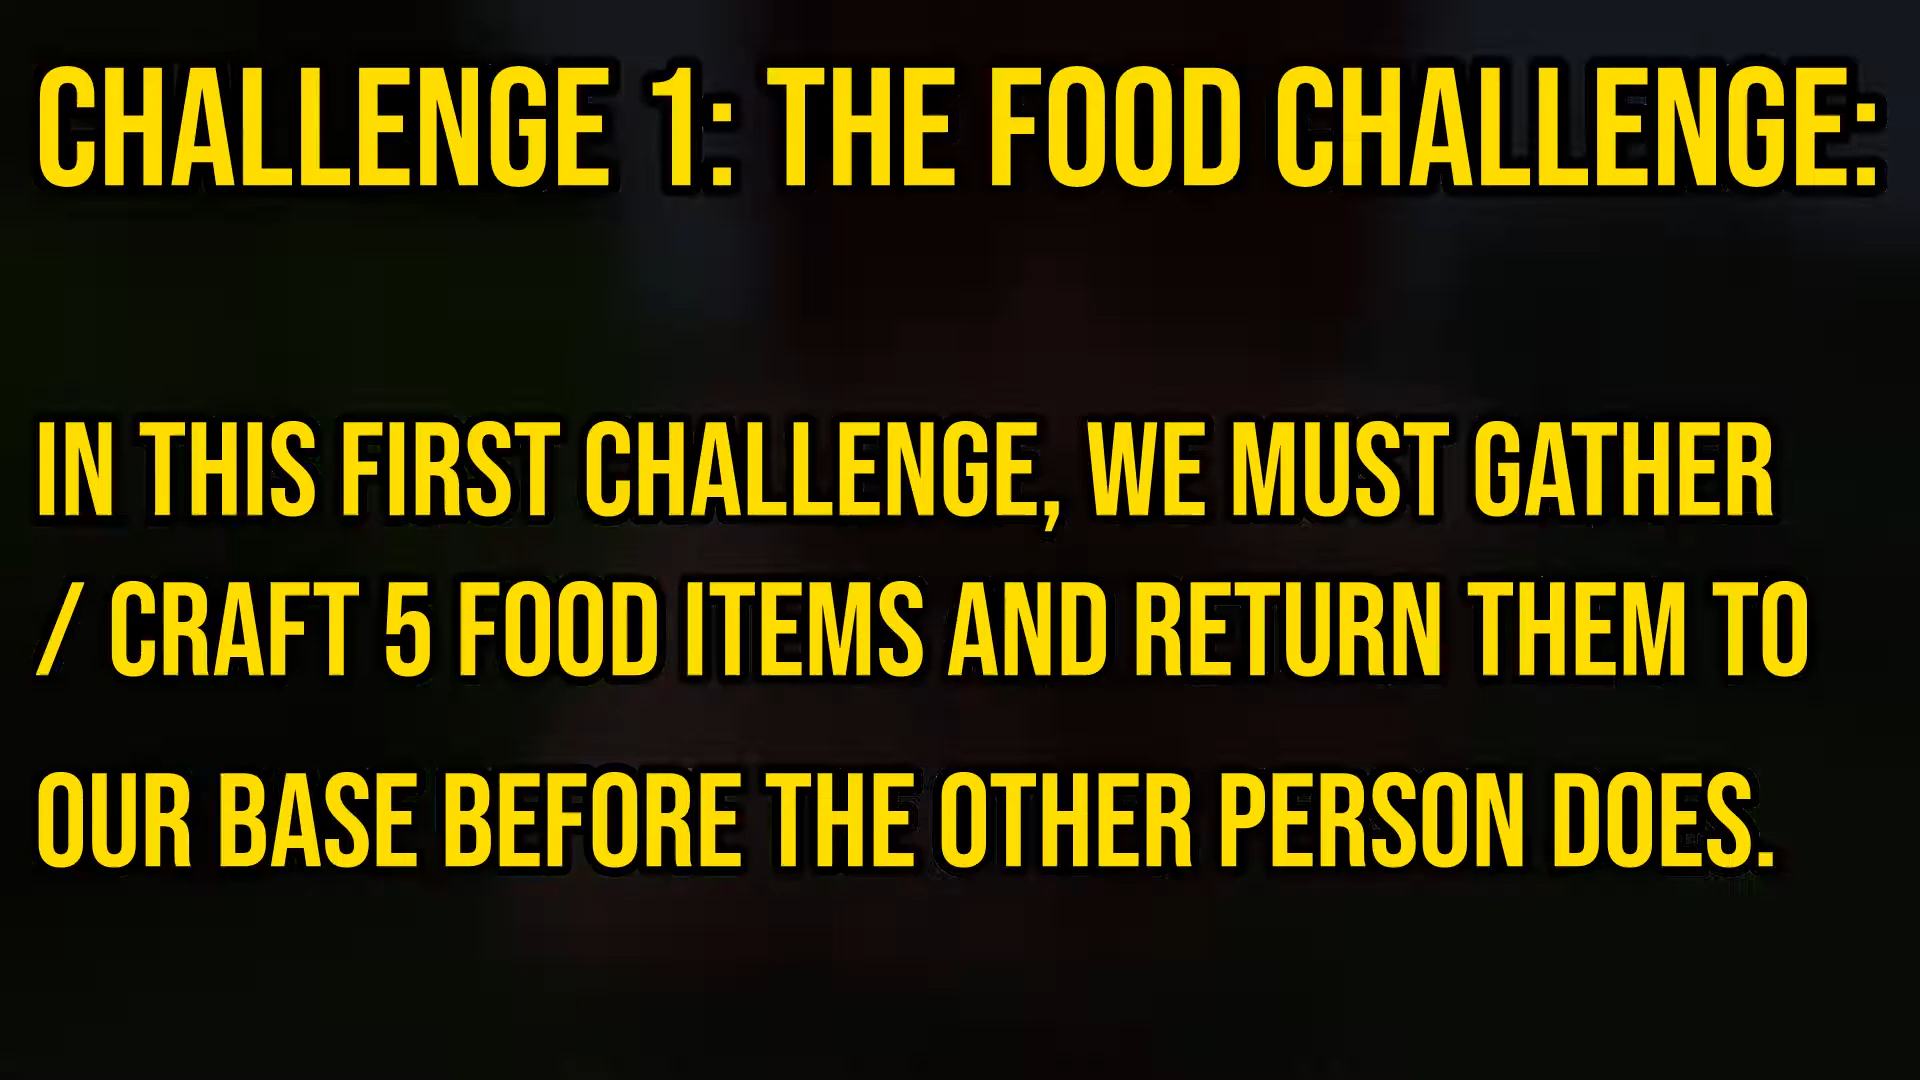 CHALLENGE 1: THE FOOD CHALLENGE:
IN THIS FIRST CHALLENGE, WE MUST GATHER
/ CRAFT 5 FOOD ITEMS AND RETURN THEM TO
OUR BASE BEFORE THE OTHER PERSON DOES.